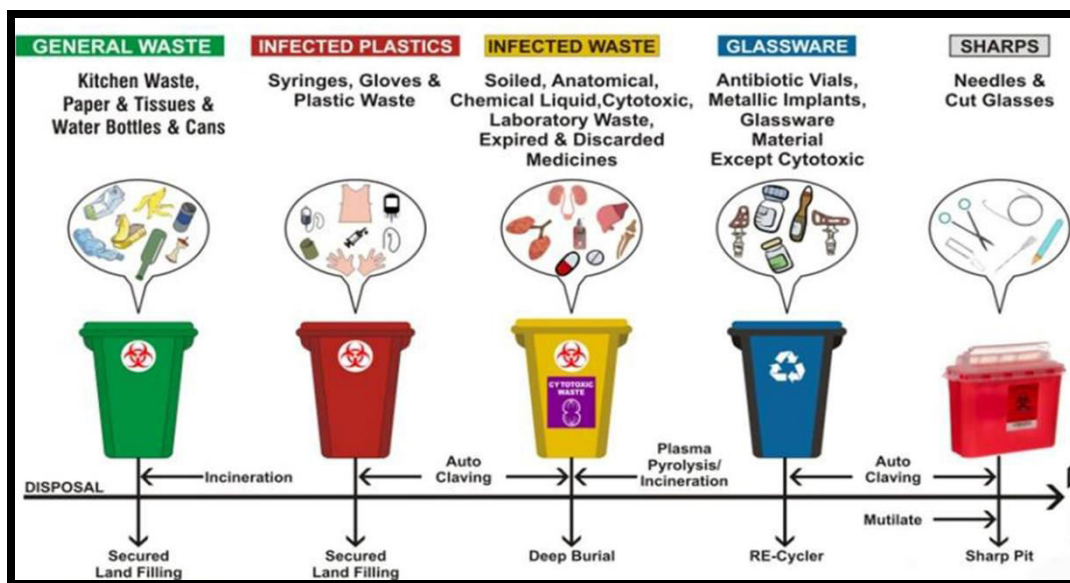 GENERAL WASTE
Kitchen Waste,
Paper & Tissues &
Water Bottles & Cans
INFECTED PLASTICS
Syringes, Gloves &
Plastic Waste
INFECTED WASTE
Soiled, Anatomical,
Chemical Liquid,Cytotoxic,
Laboratory Waste,
Expired & Discarded
Medicines
GLASSWARE
Antibiotic Vials,
Metallic Implants,
Glassware
Material
Except Cytotoxic
SHARPS
Needles &
Cut Glasses
CYTOTOXIC
WASTE
DISPOSAL
Incineration
Auto
Claving
Plasma
Pyrolysis/
Incineration
Auto
Claving
Mutilate
Secured
Land Filling
Secured
Land Filling
Deep Burial
RE-Cycler
Sharp Pit